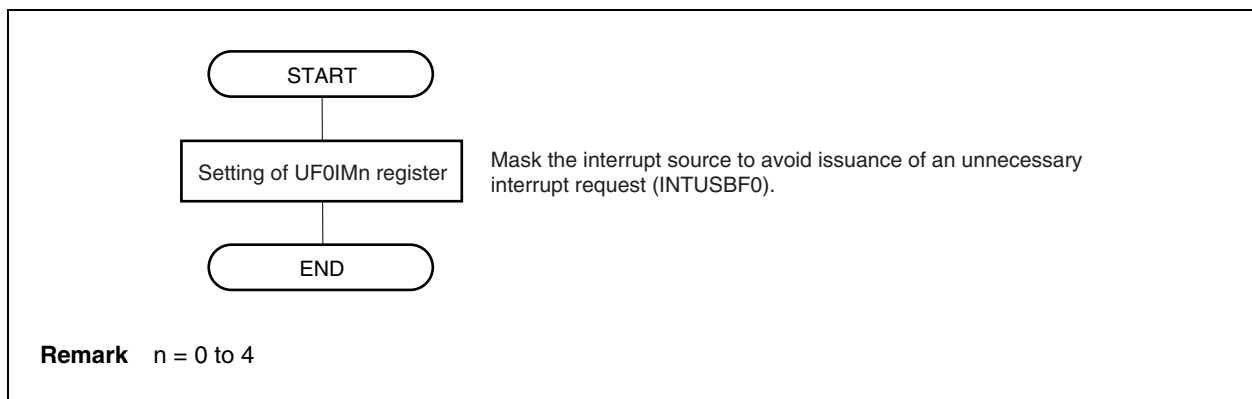 START
Setting of UF0IMn register
Mask the interrupt source to avoid issuance of an unnecessary
interrupt request (INTUSBF0).
END
Remark n = 0 to 4